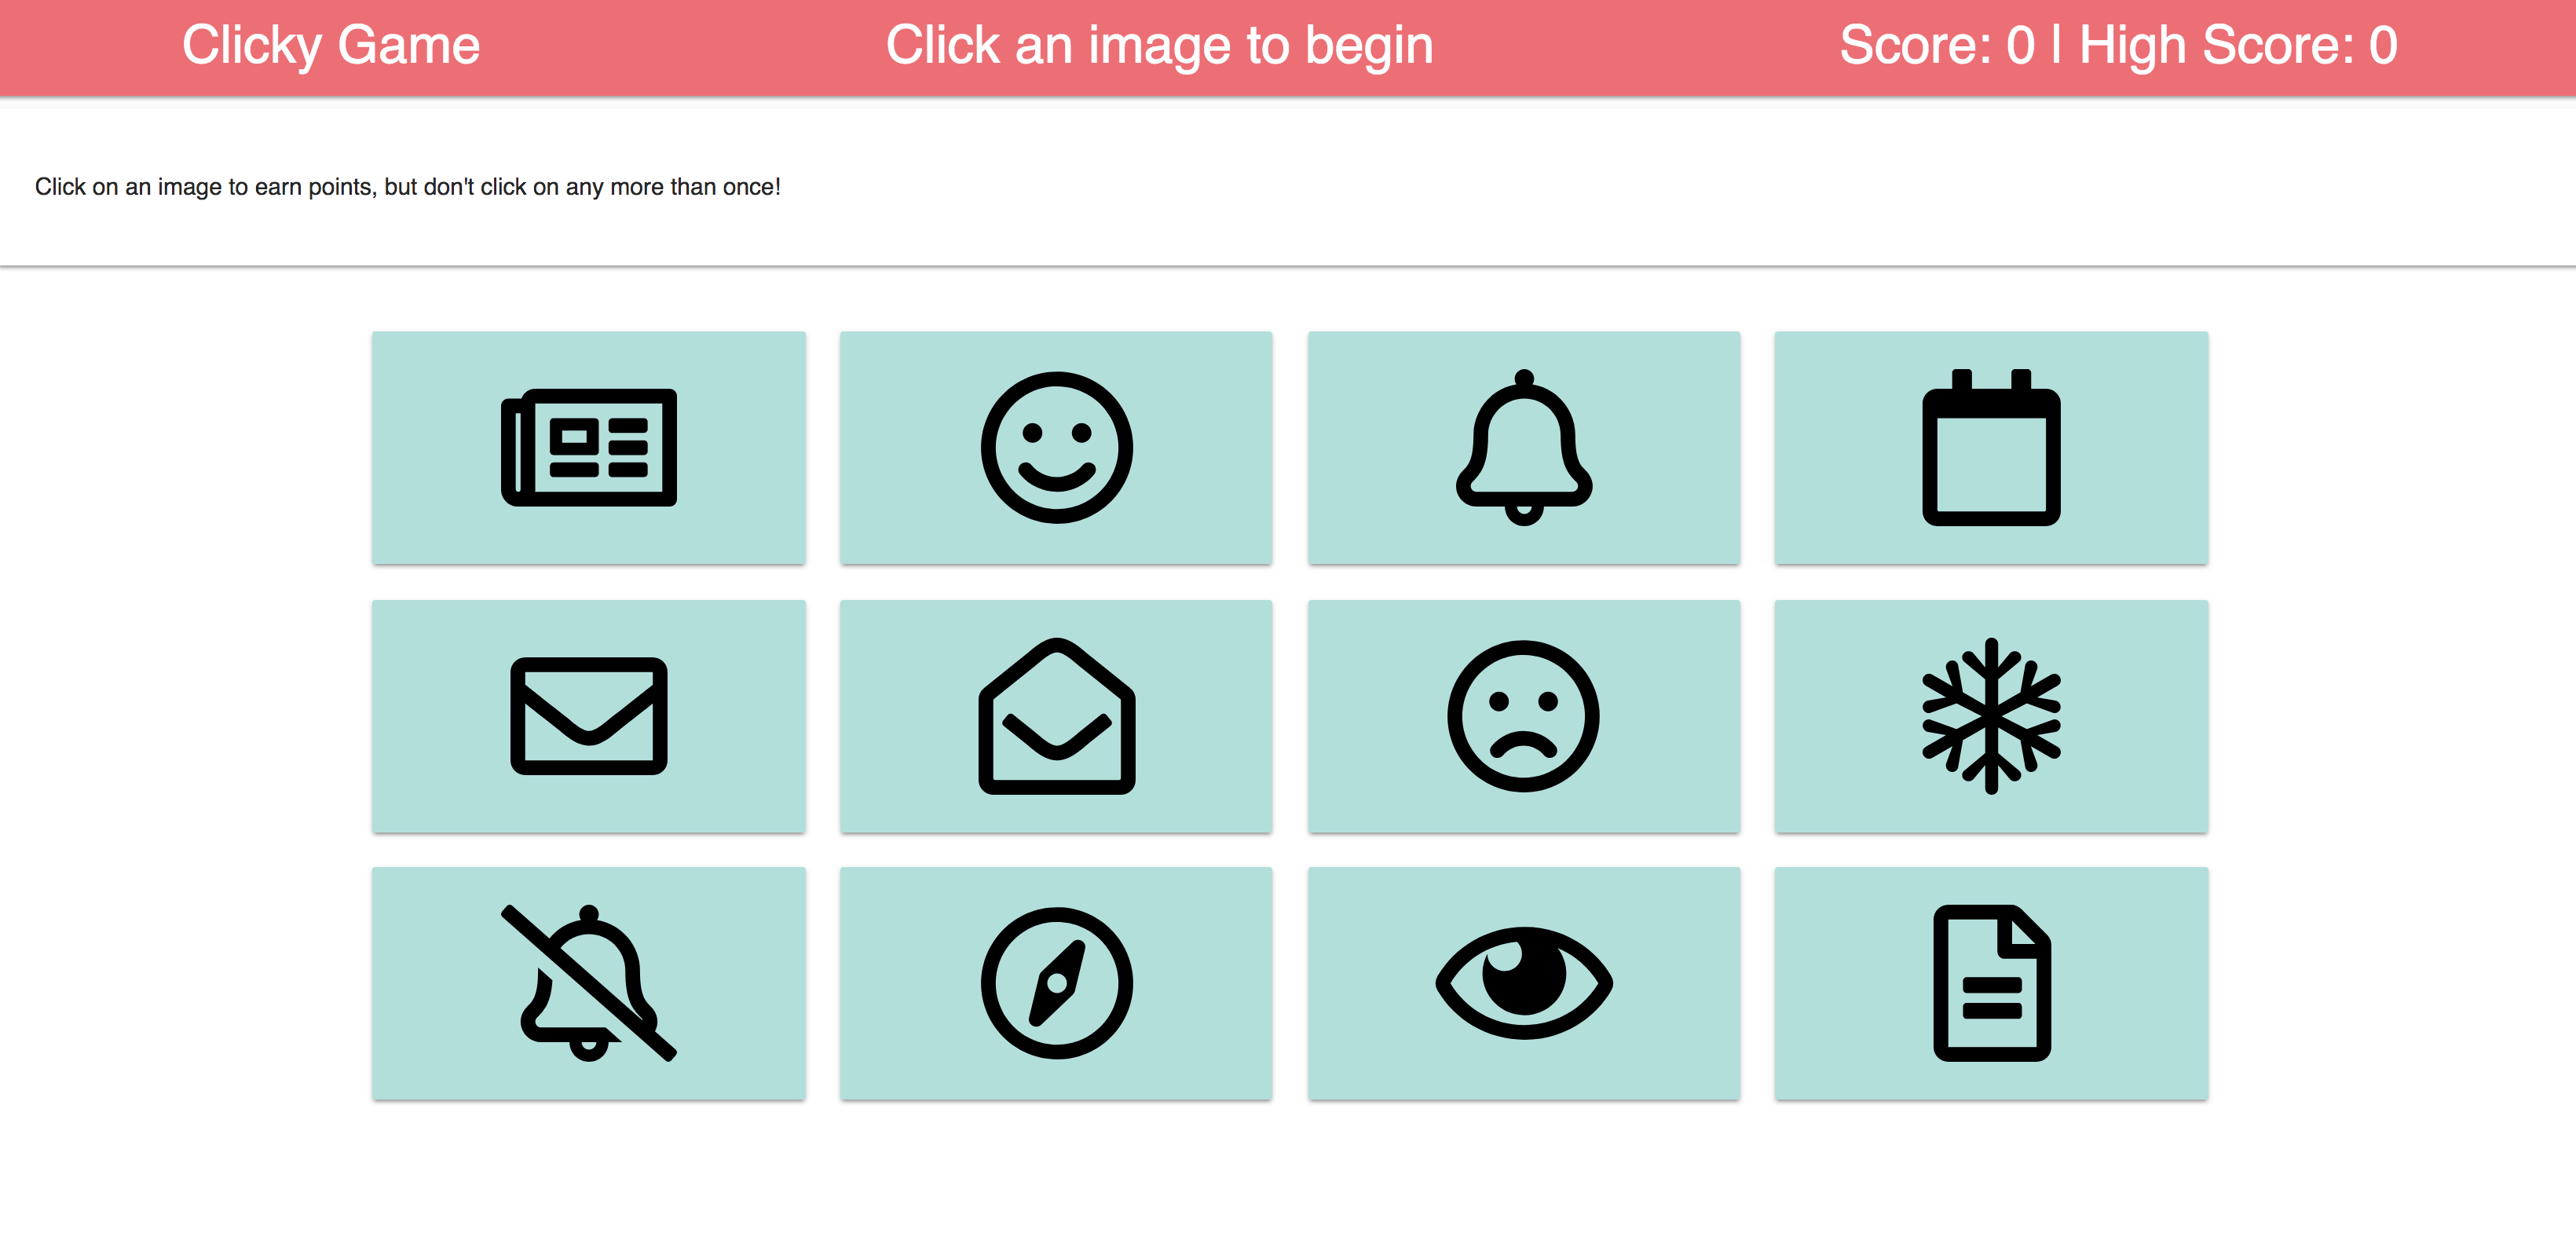 Clicky Game
Click an image to begin
Score: 0 | High Score: 0
Click on an image to earn points, but don't click on any more than once!